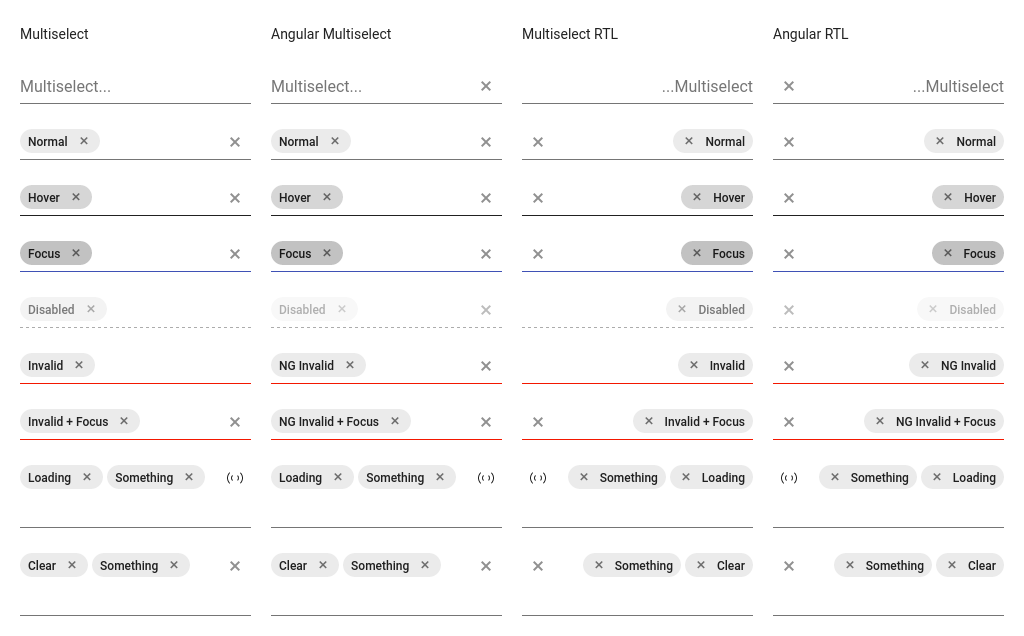 Multiselect Angular Multiselect Multiselect RTL Angular RTL
Multiselect... Multiselect... ...Multiselect ...Multiselect
Normal Normal Normal Normal
Hover Hover Hover Hover
Focus Focus Focus Focus
Disabled Disabled Disabled Disabled
Invalid NG Invalid Invalid NG Invalid
Invalid + Focus NG Invalid + Focus Invalid + Focus NG Invalid + Focus
Loading Something Loading Something Something Loading Something Loading
Clear Something Clear Something Something Clear Something Clear